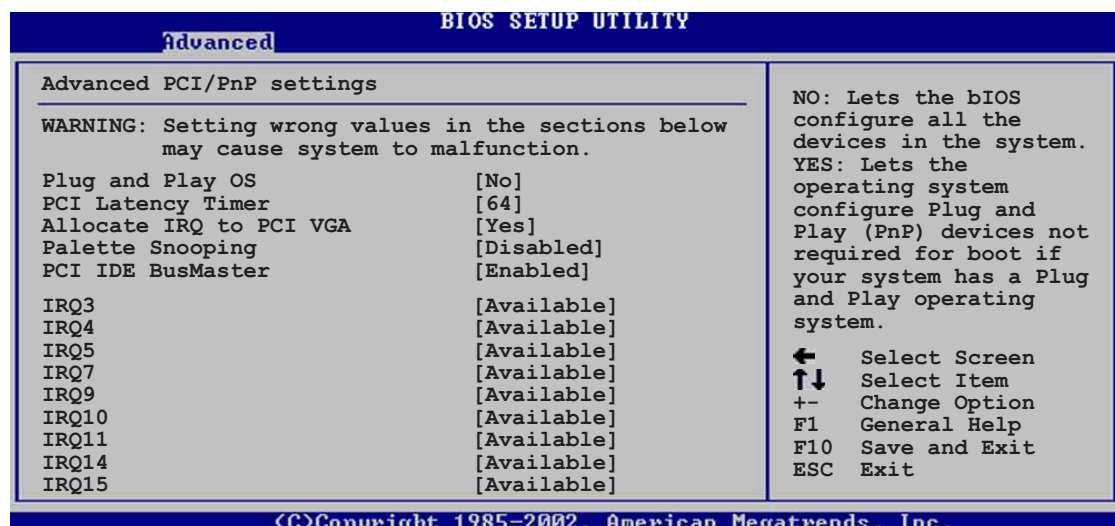 BIOS SETUP UTILITY
Advanced
Advanced PCI/PnP settings
WARNING: Setting wrong values in the sections below
may cause system to malfunction.
Plug and Play OS [No]
PCI Latency Timer [64]
Allocate IRQ to PCI VGA [Yes]
Palette Snooping [Disabled]
PCI IDE BusMaster [Enabled]
IRQ3 [Available]
IRQ4 [Available]
IRQ5 [Available]
IRQ7 [Available]
IRQ9 [Available]
IRQ10 [Available]
IRQ11 [Available]
IRQ14 [Available]
IRQ15 [Available]
NO: Lets the bIOS
configure all the
devices in the system.
YES: Lets the
operating system
configure Plug and
Play (PnP) devices not
required for boot if
your system has a Plug
and Play operating
system.
← Select Screen
↑↓ Select Item
+- Change Option
F1 General Help
F10 Save and Exit
ESC Exit
(C)Copyright 1985-2002, American Megatrends, Inc.